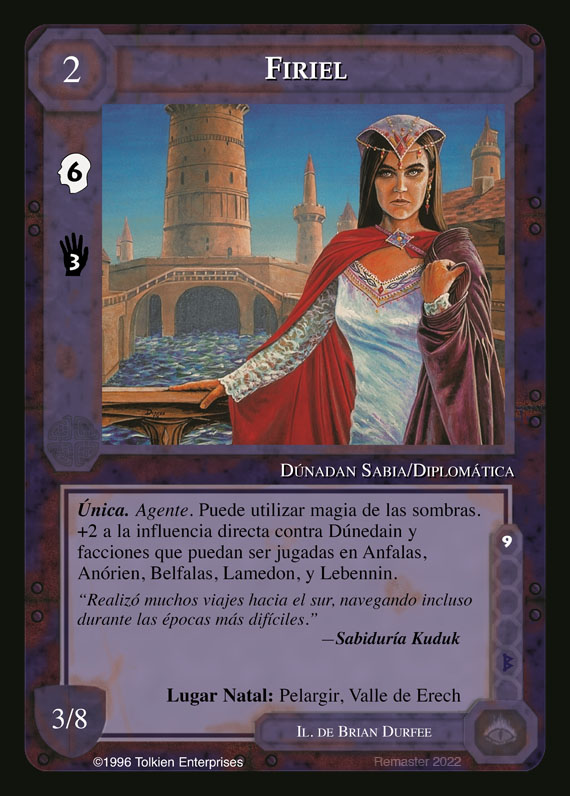 2
FIRIEL
6
3
DÚNADAN SABIA/DIPLOMÁTICA
Única. Agente. Puede utilizar magia de las sombras.
+2 a la influencia directa contra Dúnedain y
facciones que puedan ser jugadas en Anfalas,
Anórien, Belfalas, Lamedon, y Lebennin.
9
“Realizó muchos viajes hacia el sur, navegando incluso
durante las épocas más difíciles.”
—Sabiduría Kuduk
Lugar Natal: Pelargir, Valle de Erech
3/8
IL. DE BRIAN DURFEE
©1996 Tolkien Enterprises
Remaster 2022